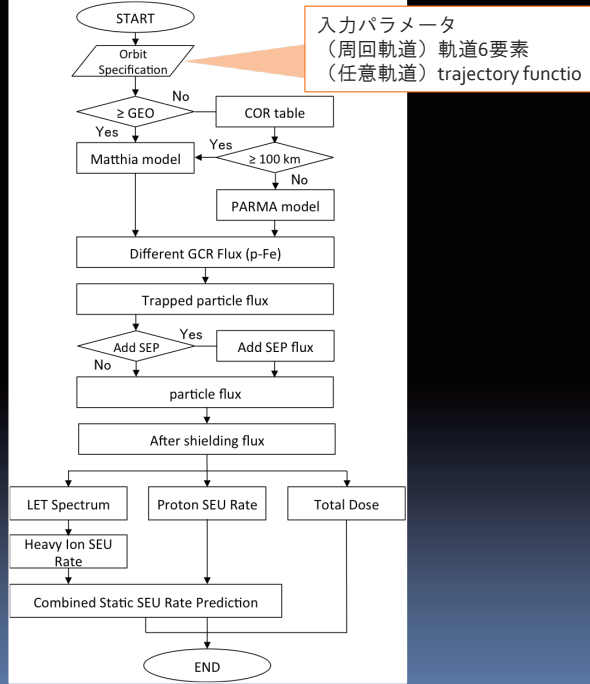 START
入力パラメータ
（周回軌道）軌道6要素
（任意軌道）trajectory functio
Orbit
Specification
No
≥ GEO
COR table
Yes
Yes
Matthia model
≥ 100 km
No
PARMA model
Different GCR Flux (p-Fe)
Trapped particle flux
Yes
Add SEP
Add SEP flux
No
particle flux
After shielding flux
LET Spectrum
Proton SEU Rate
Total Dose
Heavy Ion SEU
Rate
Combined Static SEU Rate Prediction
END